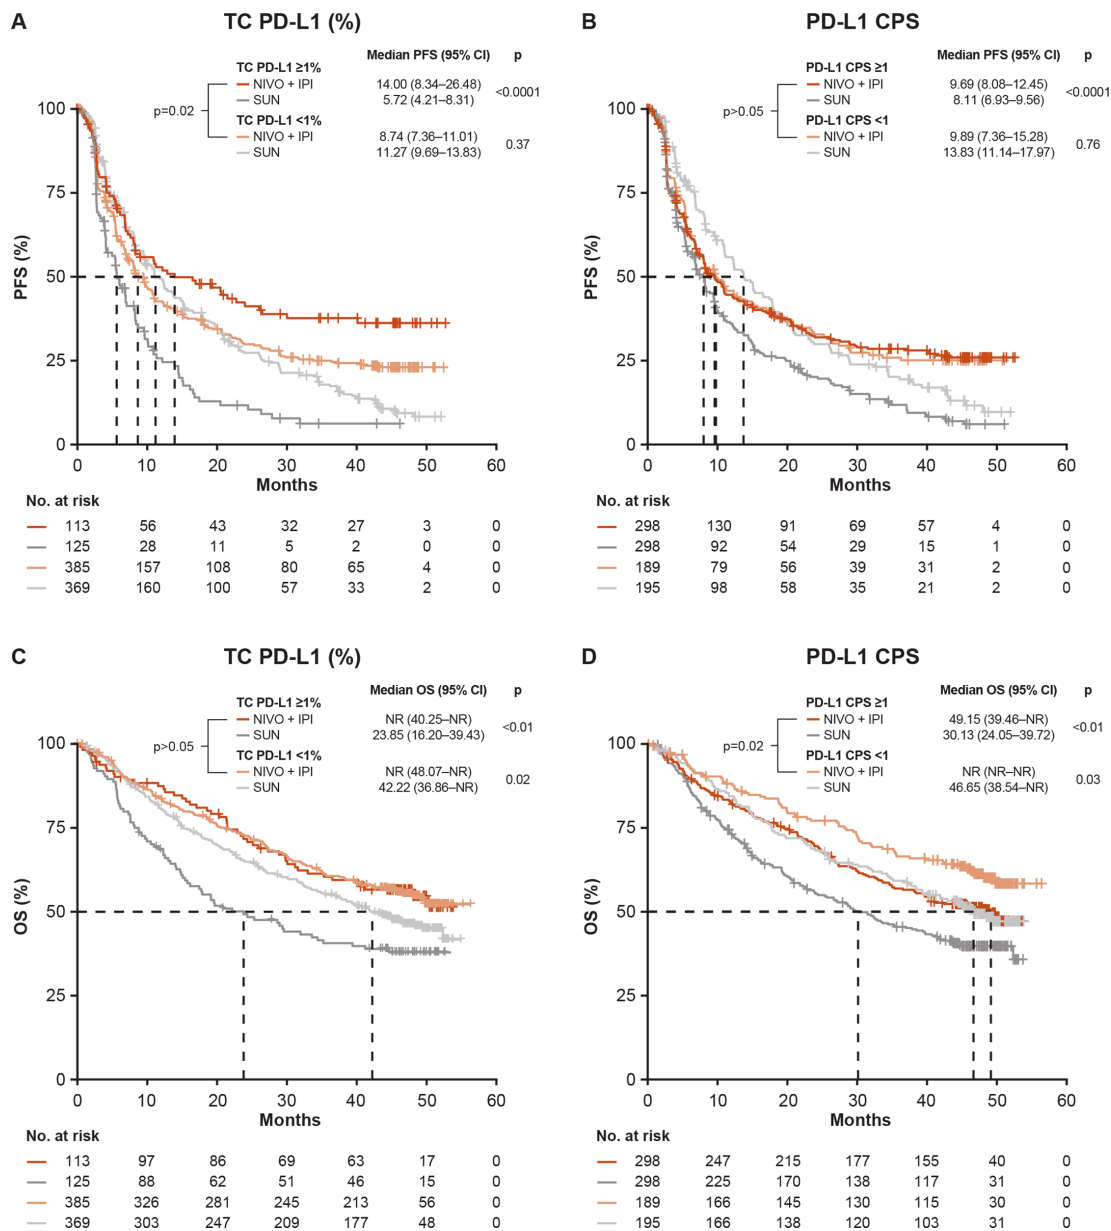 A TC PD-L1 (%)
Median PFS (95% CI) p
TC PD-L1 ≥1%
NIVO + IPI 14.00 (8.34–26.48)
SUN 5.72 (4.21–8.31)
<0.0001
p=0.02
TC PD-L1 <1%
NIVO + IPI 8.74 (7.36–11.01)
SUN 11.27 (9.69–13.83)
0.37
PFS (%)
100
75
50
25
0
0 10 20 30 40 50 60
Months
No. at risk
113 56 43 32 27 3 0
125 28 11 5 2 0 0
385 157 108 80 65 4 0
369 160 100 57 33 2 0
B PD-L1 CPS
Median PFS (95% CI) p
PD-L1 CPS ≥1
NIVO + IPI 9.69 (8.08–12.45)
SUN 8.11 (6.93–9.56)
<0.0001
p>0.05
PD-L1 CPS <1
NIVO + IPI 9.89 (7.36–15.28)
SUN 13.83 (11.14–17.97)
0.76
PFS (%)
100
75
50
25
0
0 10 20 30 40 50 60
Months
No. at risk
298 130 91 69 57 4 0
298 92 54 29 15 1 0
189 79 56 39 31 2 0
195 98 58 35 21 2 0
C TC PD-L1 (%)
Median OS (95% CI) p
TC PD-L1 ≥1%
NIVO + IPI NR (40.25–NR)
SUN 23.85 (16.20–39.43)
<0.01
p>0.05
TC PD-L1 <1%
NIVO + IPI NR (48.07–NR)
SUN 42.22 (36.86–NR)
0.02
OS (%)
100
75
50
25
0
0 10 20 30 40 50 60
Months
No. at risk
113 97 86 69 63 17 0
125 88 62 51 46 15 0
385 326 281 245 213 56 0
369 303 247 209 177 48 0
D PD-L1 CPS
Median OS (95% CI) p
PD-L1 CPS ≥1
NIVO + IPI 49.15 (39.46–NR)
SUN 30.13 (24.05–39.72)
<0.01
p=0.02
PD-L1 CPS <1
NIVO + IPI NR (NR–NR)
SUN 46.65 (38.54–NR)
0.03
OS (%)
100
75
50
25
0
0 10 20 30 40 50 60
Months
No. at risk
298 247 215 177 155 40 0
298 225 170 138 117 31 0
189 166 145 130 115 30 0
195 166 138 120 103 31 0